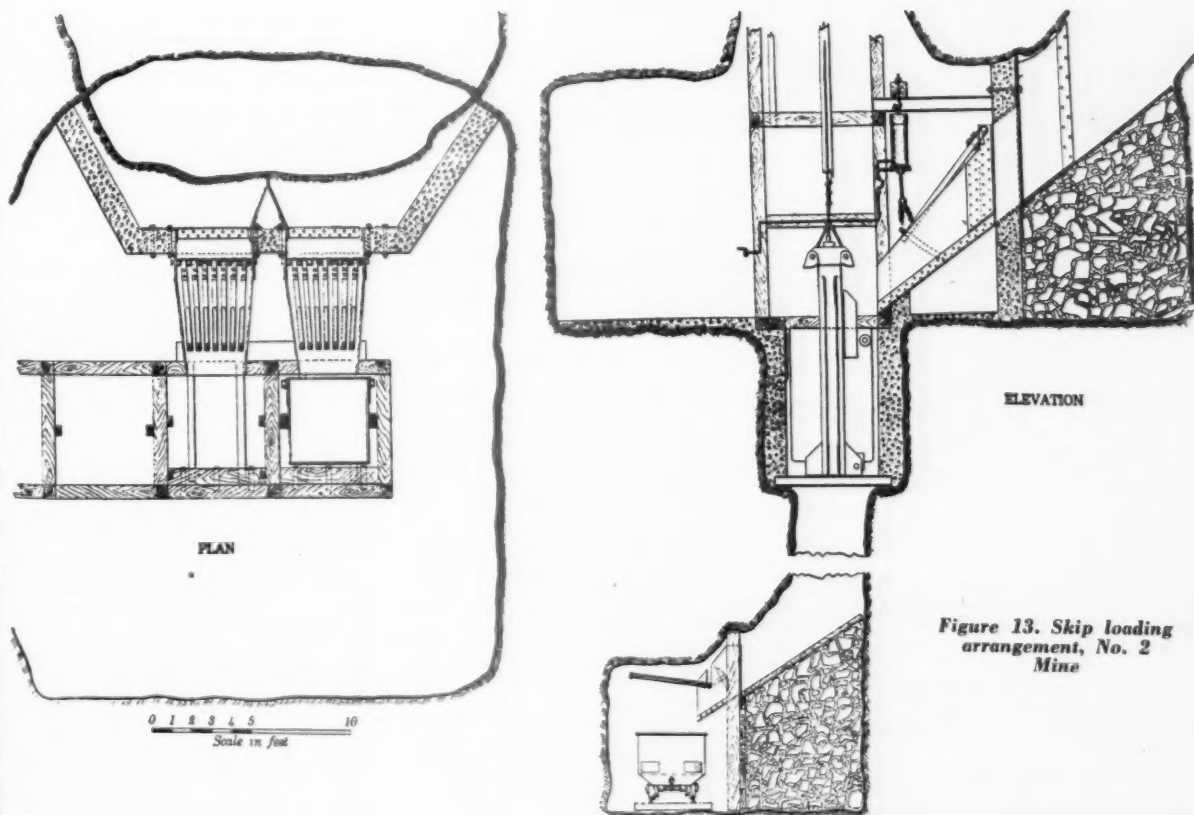 PLAN
0 1 2 3 4 5 10
Scale in feet
ELEVATION
Figure 13. Skip loading
arrangement, No. 2
Mine